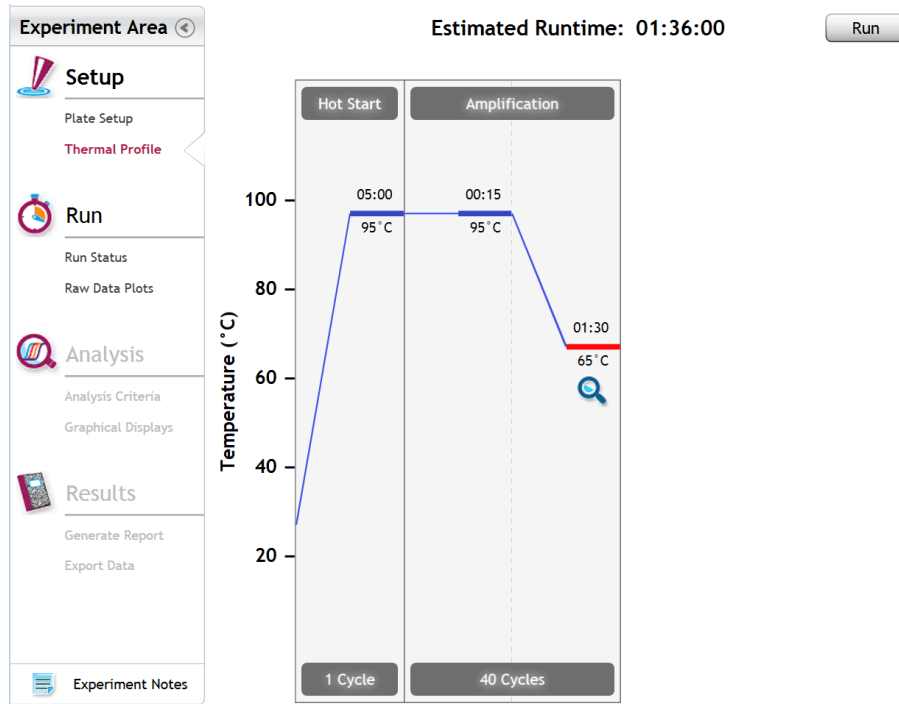 Experiment Area
Setup
Plate Setup
Thermal Profile
Run
Run Status
Raw Data Plots
Analysis
Analysis Criteria
Graphical Displays
Results
Generate Report
Export Data
Experiment Notes
Estimated Runtime: 01:36:00
Run
Hot Start
Amplification
Temperature (°C)
100
80
60
40
20
05:00
95°C
00:15
95°C
01:30
65°C
1 Cycle
40 Cycles